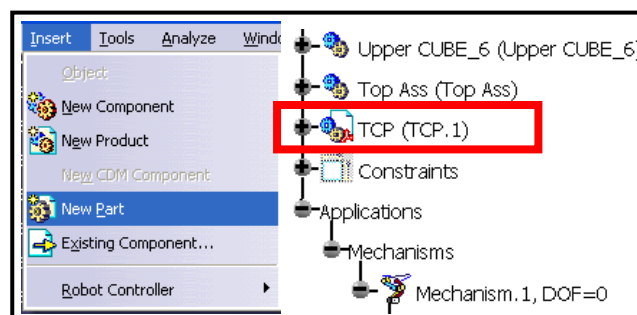 Insert Tools Analyze Windo
Object
New Component
New Product
New CDM Component
New Part
Existing Component...
Robot Controller
Upper CUBE_6 (Upper CUBE_6)
Top Ass (Top Ass)
TCP (TCP.1)
Constraints
Applications
Mechanisms
Mechanism.1, DOF=0